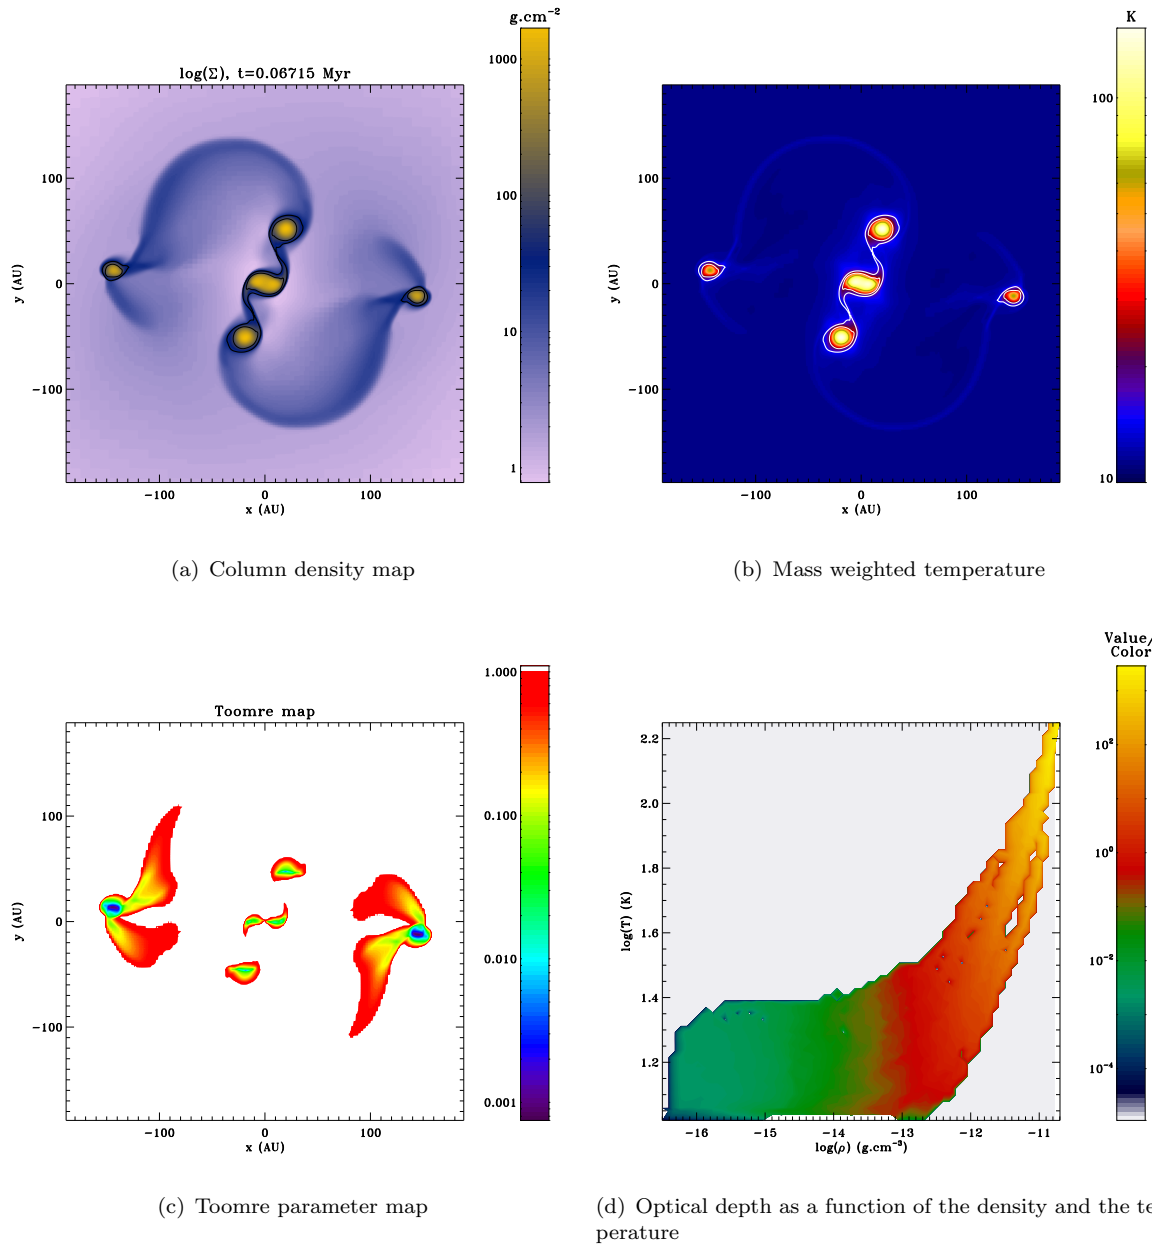 g.cm⁻²
K
log(Σ), t=0.06715 Myr
1000
100
10
1
100
0
−100
y (AU)
−100 0 100
x (AU)
100
10
100
0
−100
y (AU)
−100 0 100
x (AU)
(a) Column density map
(b) Mass weighted temperature
Toomre map
1.000
0.100
0.010
0.001
100
0
−100
y (AU)
−100 0 100
x (AU)
Value/
Color
10²
10⁰
10⁻²
10⁻⁴
2.2
2.0
1.8
1.6
1.4
1.2
log(T) (K)
−16 −15 −14 −13 −12 −11
log(ρ) (g.cm⁻³)
(c) Toomre parameter map
(d) Optical depth as a function of the density and the te
perature